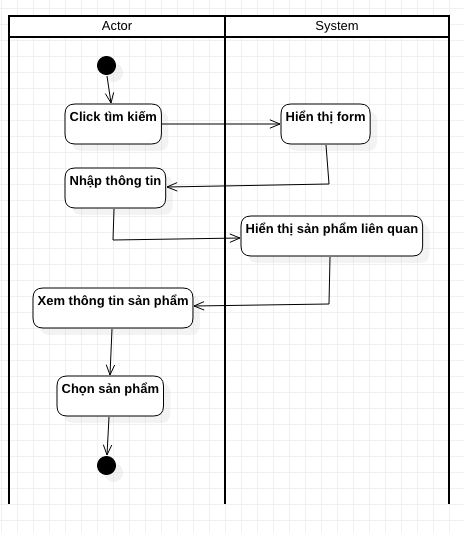 Actor
System
Click tìm kiếm
Hiển thị form
Nhập thông tin
Hiển thị sản phẩm liên quan
Xem thông tin sản phẩm
Chọn sản phẩm